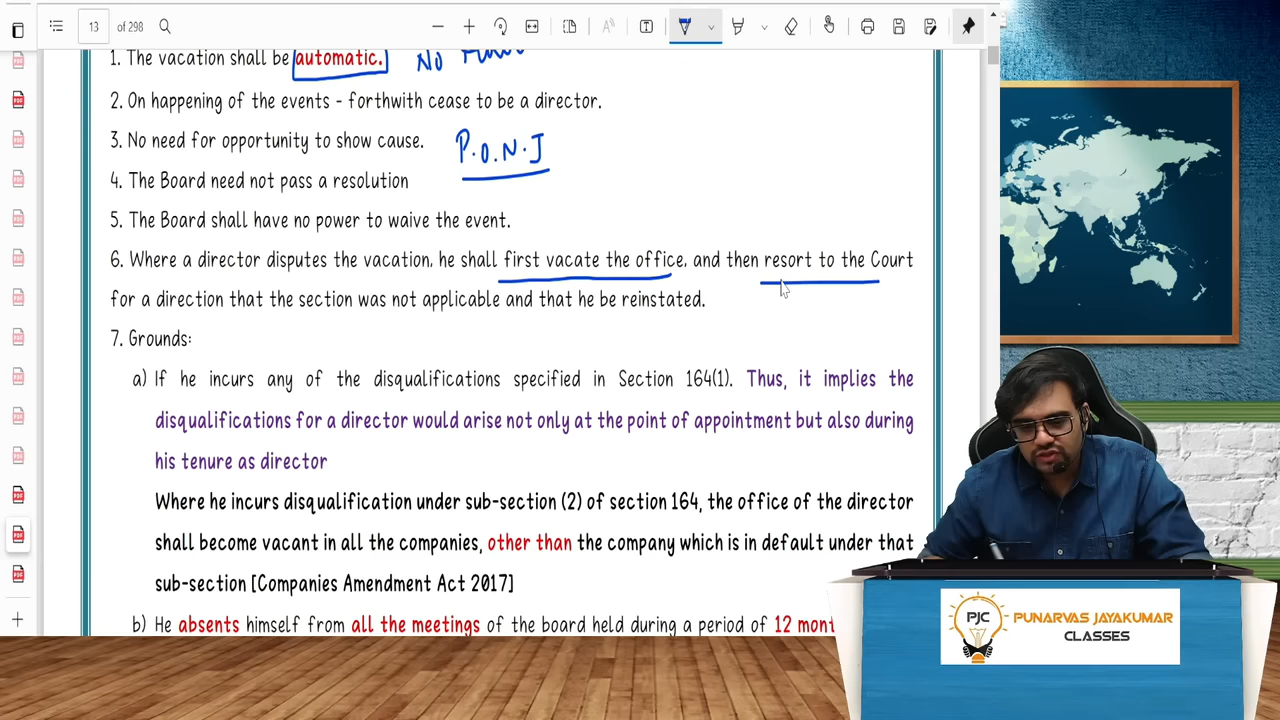 13 of 298
1. The vacation shall be automatic. No
2. On happening of the events - forthwith cease to be a director.
3. No need for opportunity to show cause. P.O.N.J
4. The Board need not pass a resolution
5. The Board shall have no power to waive the event.
6. Where a director disputes the vacation, he shall first vacate the office, and then resort to the Court
for a direction that the section was not applicable and that he be reinstated.
7. Grounds:
a) If he incurs any of the disqualifications specified in Section 164(1). Thus, it implies the
disqualifications for a director would arise not only at the point of appointment but also during
his tenure as director
Where he incurs disqualification under sub-section (2) of section 164, the office of the director
shall become vacant in all the companies, other than the company which is in default under that
sub-section [Companies Amendment Act 2017]
b) He absents himself from all the meetings of the board held during a period of 12
PJC
PUNARVAS JAYAKUMAR
CLASSES